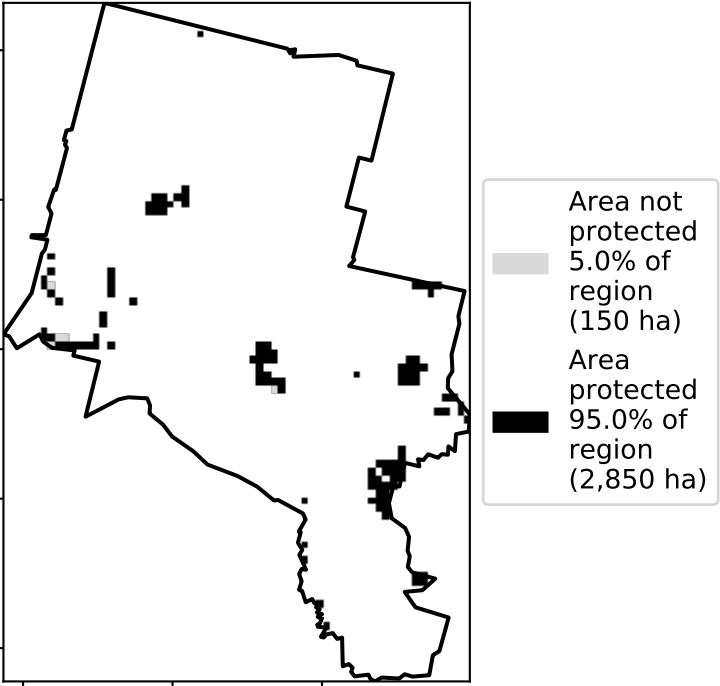 Area not
protected
5.0% of
region
(150 ha)
Area
protected
95.0% of
region
(2,850 ha)